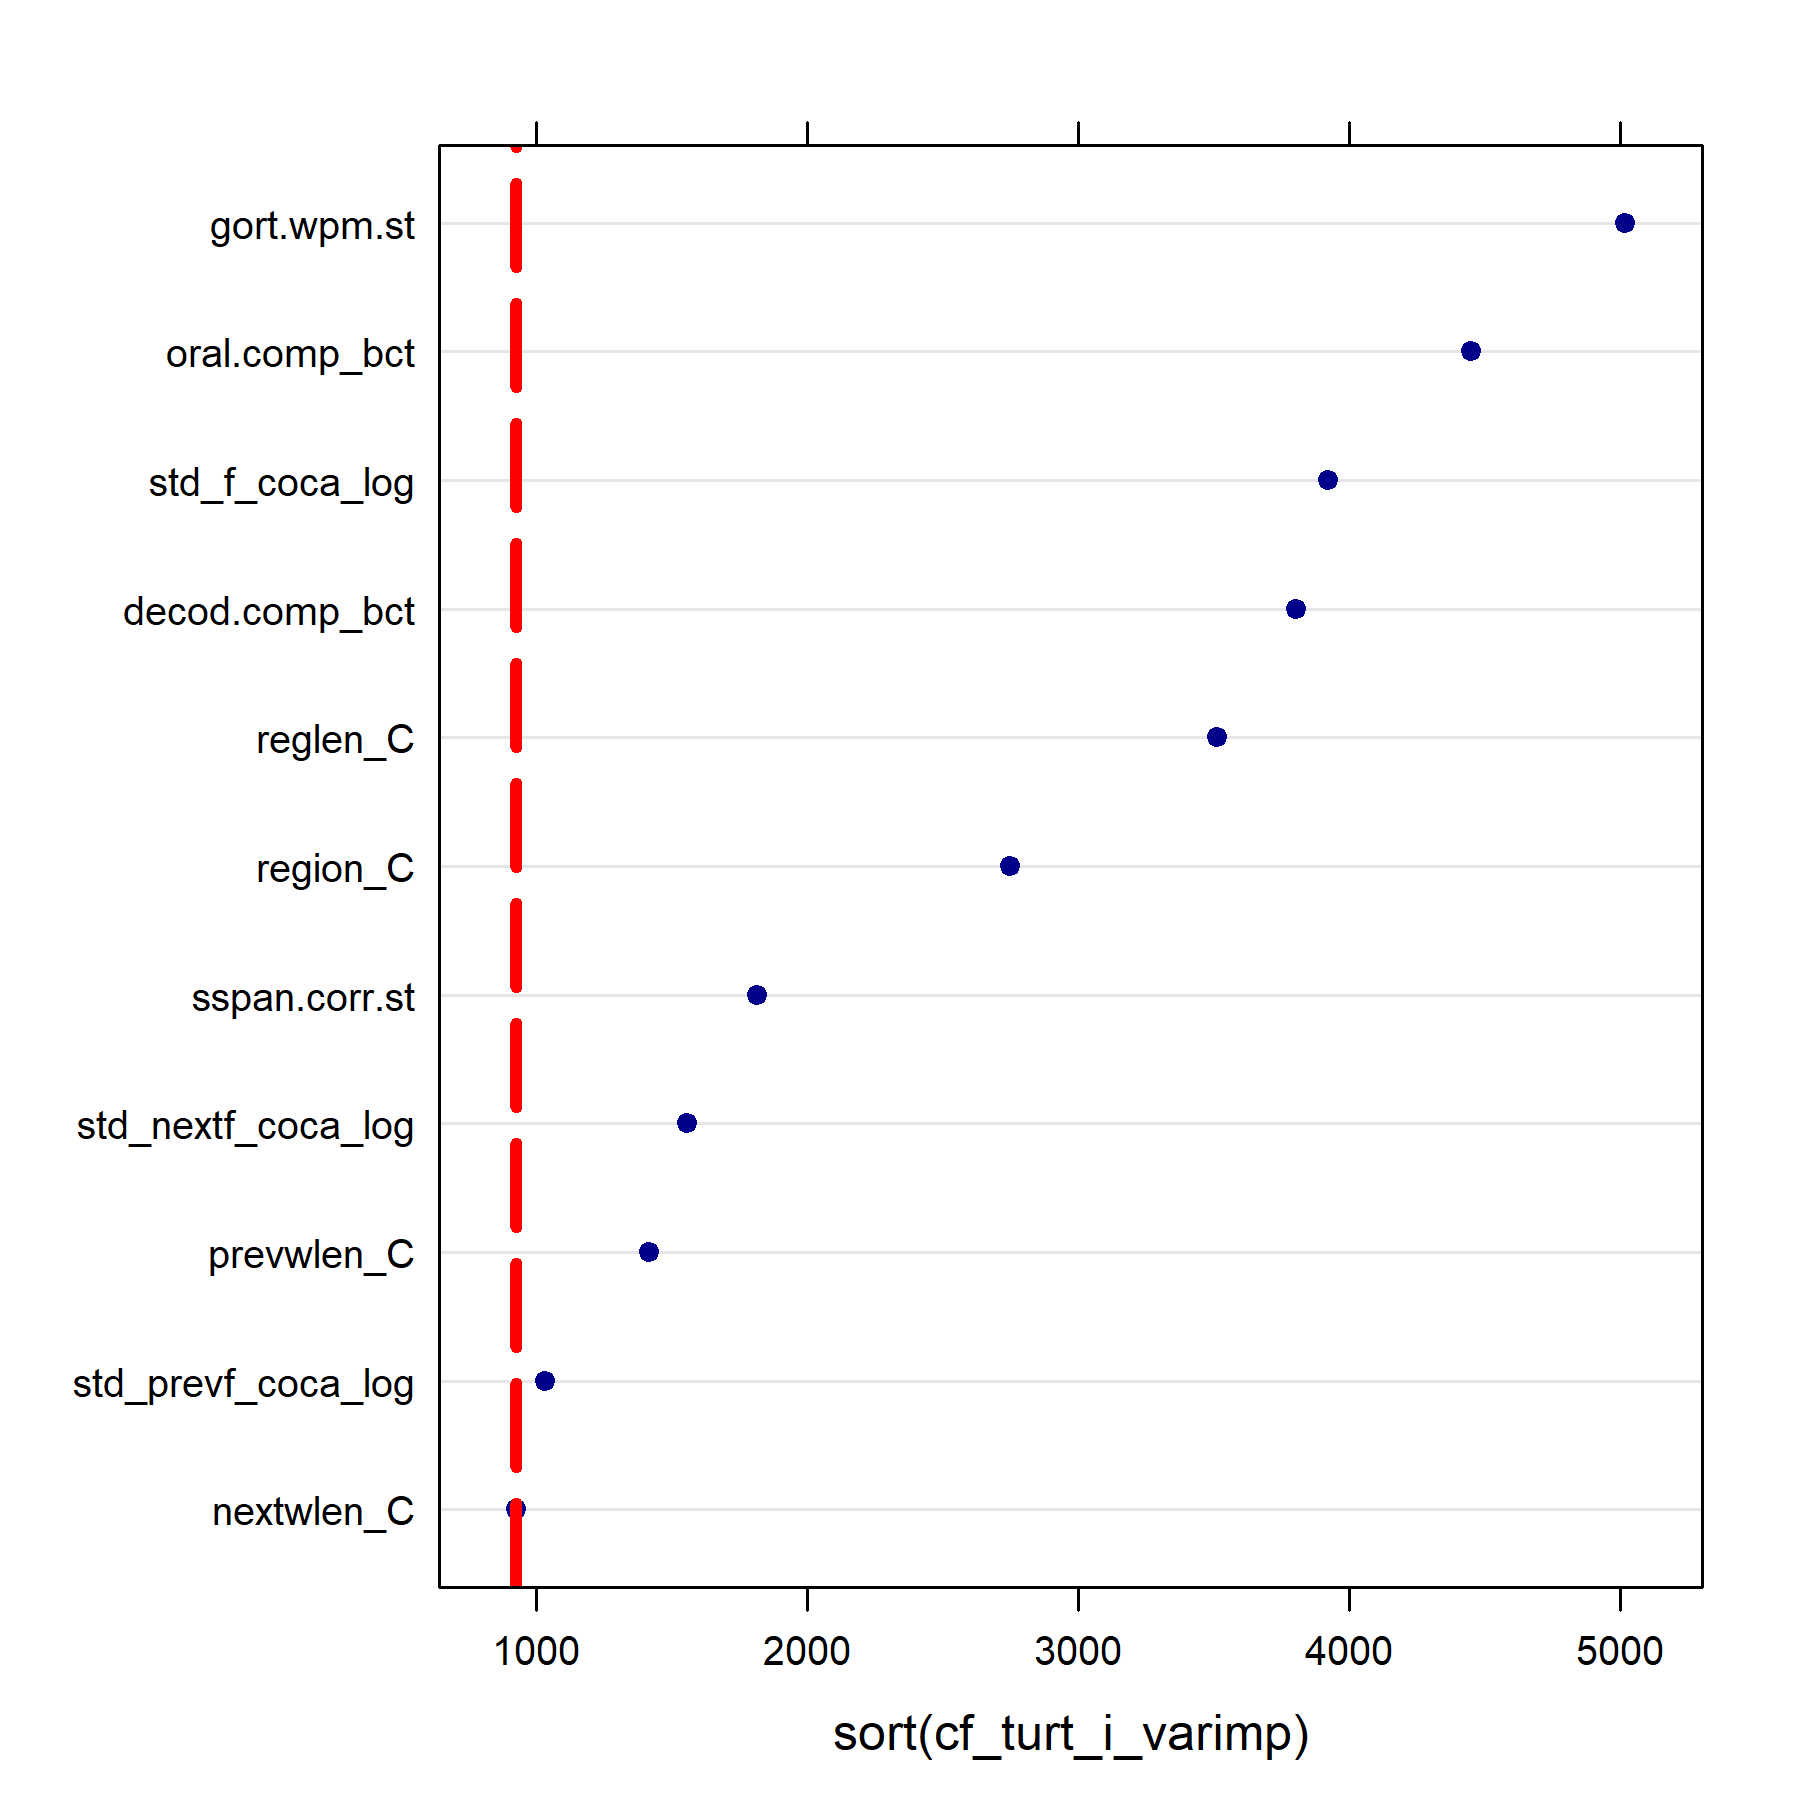 gort.wpm.st
oral.comp_bct
std_f_coca_log
decod.comp_bct
reglen_C
region_C
sspan.corr.st
std_nextf_coca_log
prevwlen_C
std_prevf_coca_log
nextwlen_C
1000 2000 3000 4000 5000
sort(cf_turt_i_varimp)